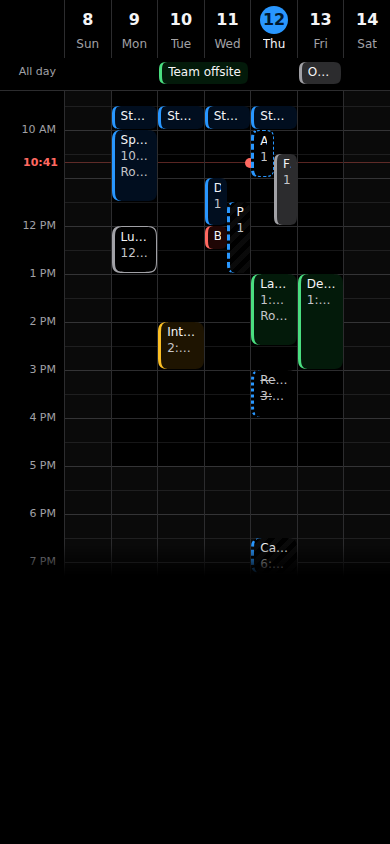 8 9 10 11 12 13 14
Sun Mon Tue Wed Thu Fri Sat
All day
Team offsite
O…
St… St… St… St…
10 AM
Sp…
10…
Ro…
A
1
10:41
F
1
D
1
P
1
12 PM
Lu…
12…
B
1 PM
La…
1:…
Ro…
De…
1:…
2 PM
Int…
2:…
3 PM
Re…
3:…
4 PM
5 PM
6 PM
Ca…
6:…
7 PM